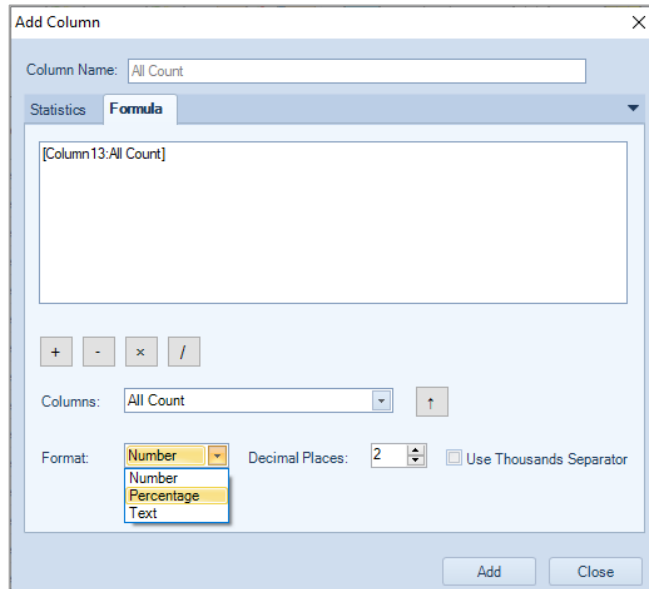 Add Column
Column Name: All Count
Statistics Formula
[Column13:All Count]
+ - × /
Columns: All Count ↑
Format: Number Decimal Places: 2 Use Thousands Separator
Number
Percentage
Text
Add Close